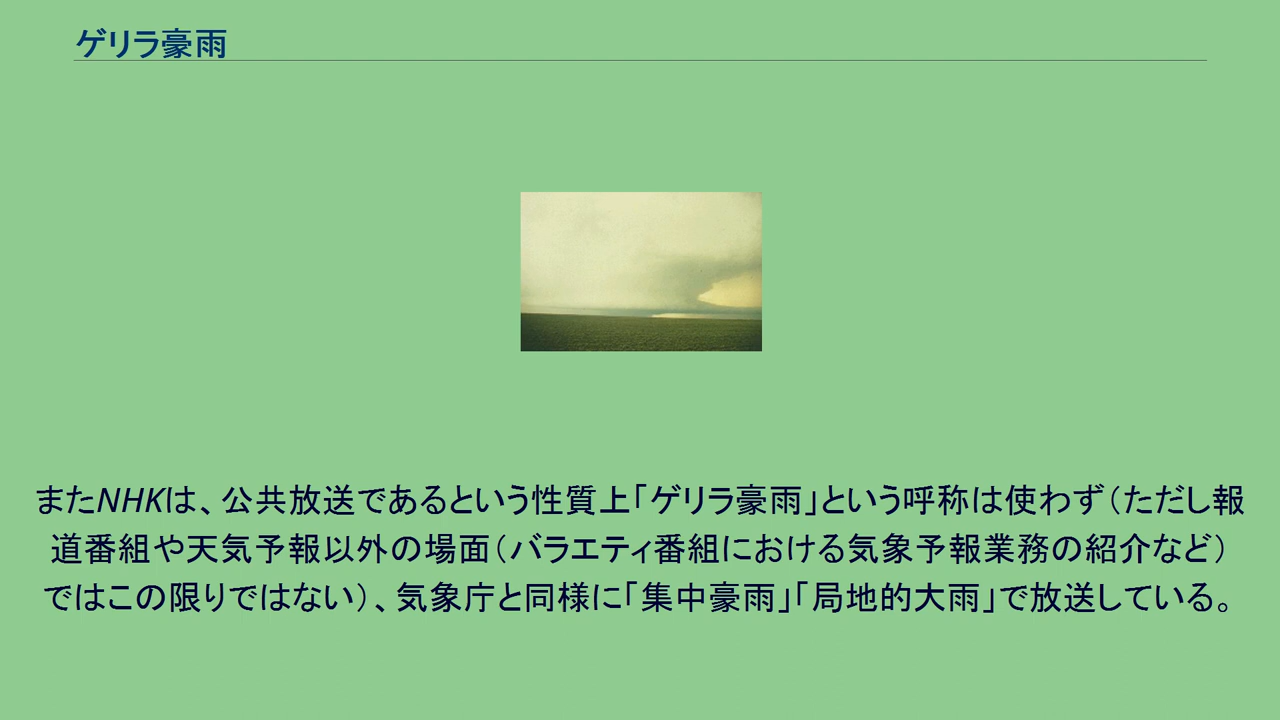 ゲリラ豪雨
またNHKは、公共放送であるという性質上「ゲリラ豪雨」という呼称は使わず（ただし報
道番組や天気予報以外の場面（バラエティ番組における気象予報業務の紹介など）
ではこの限りではない）、気象庁と同様に「集中豪雨」「局地的大雨」で放送している。